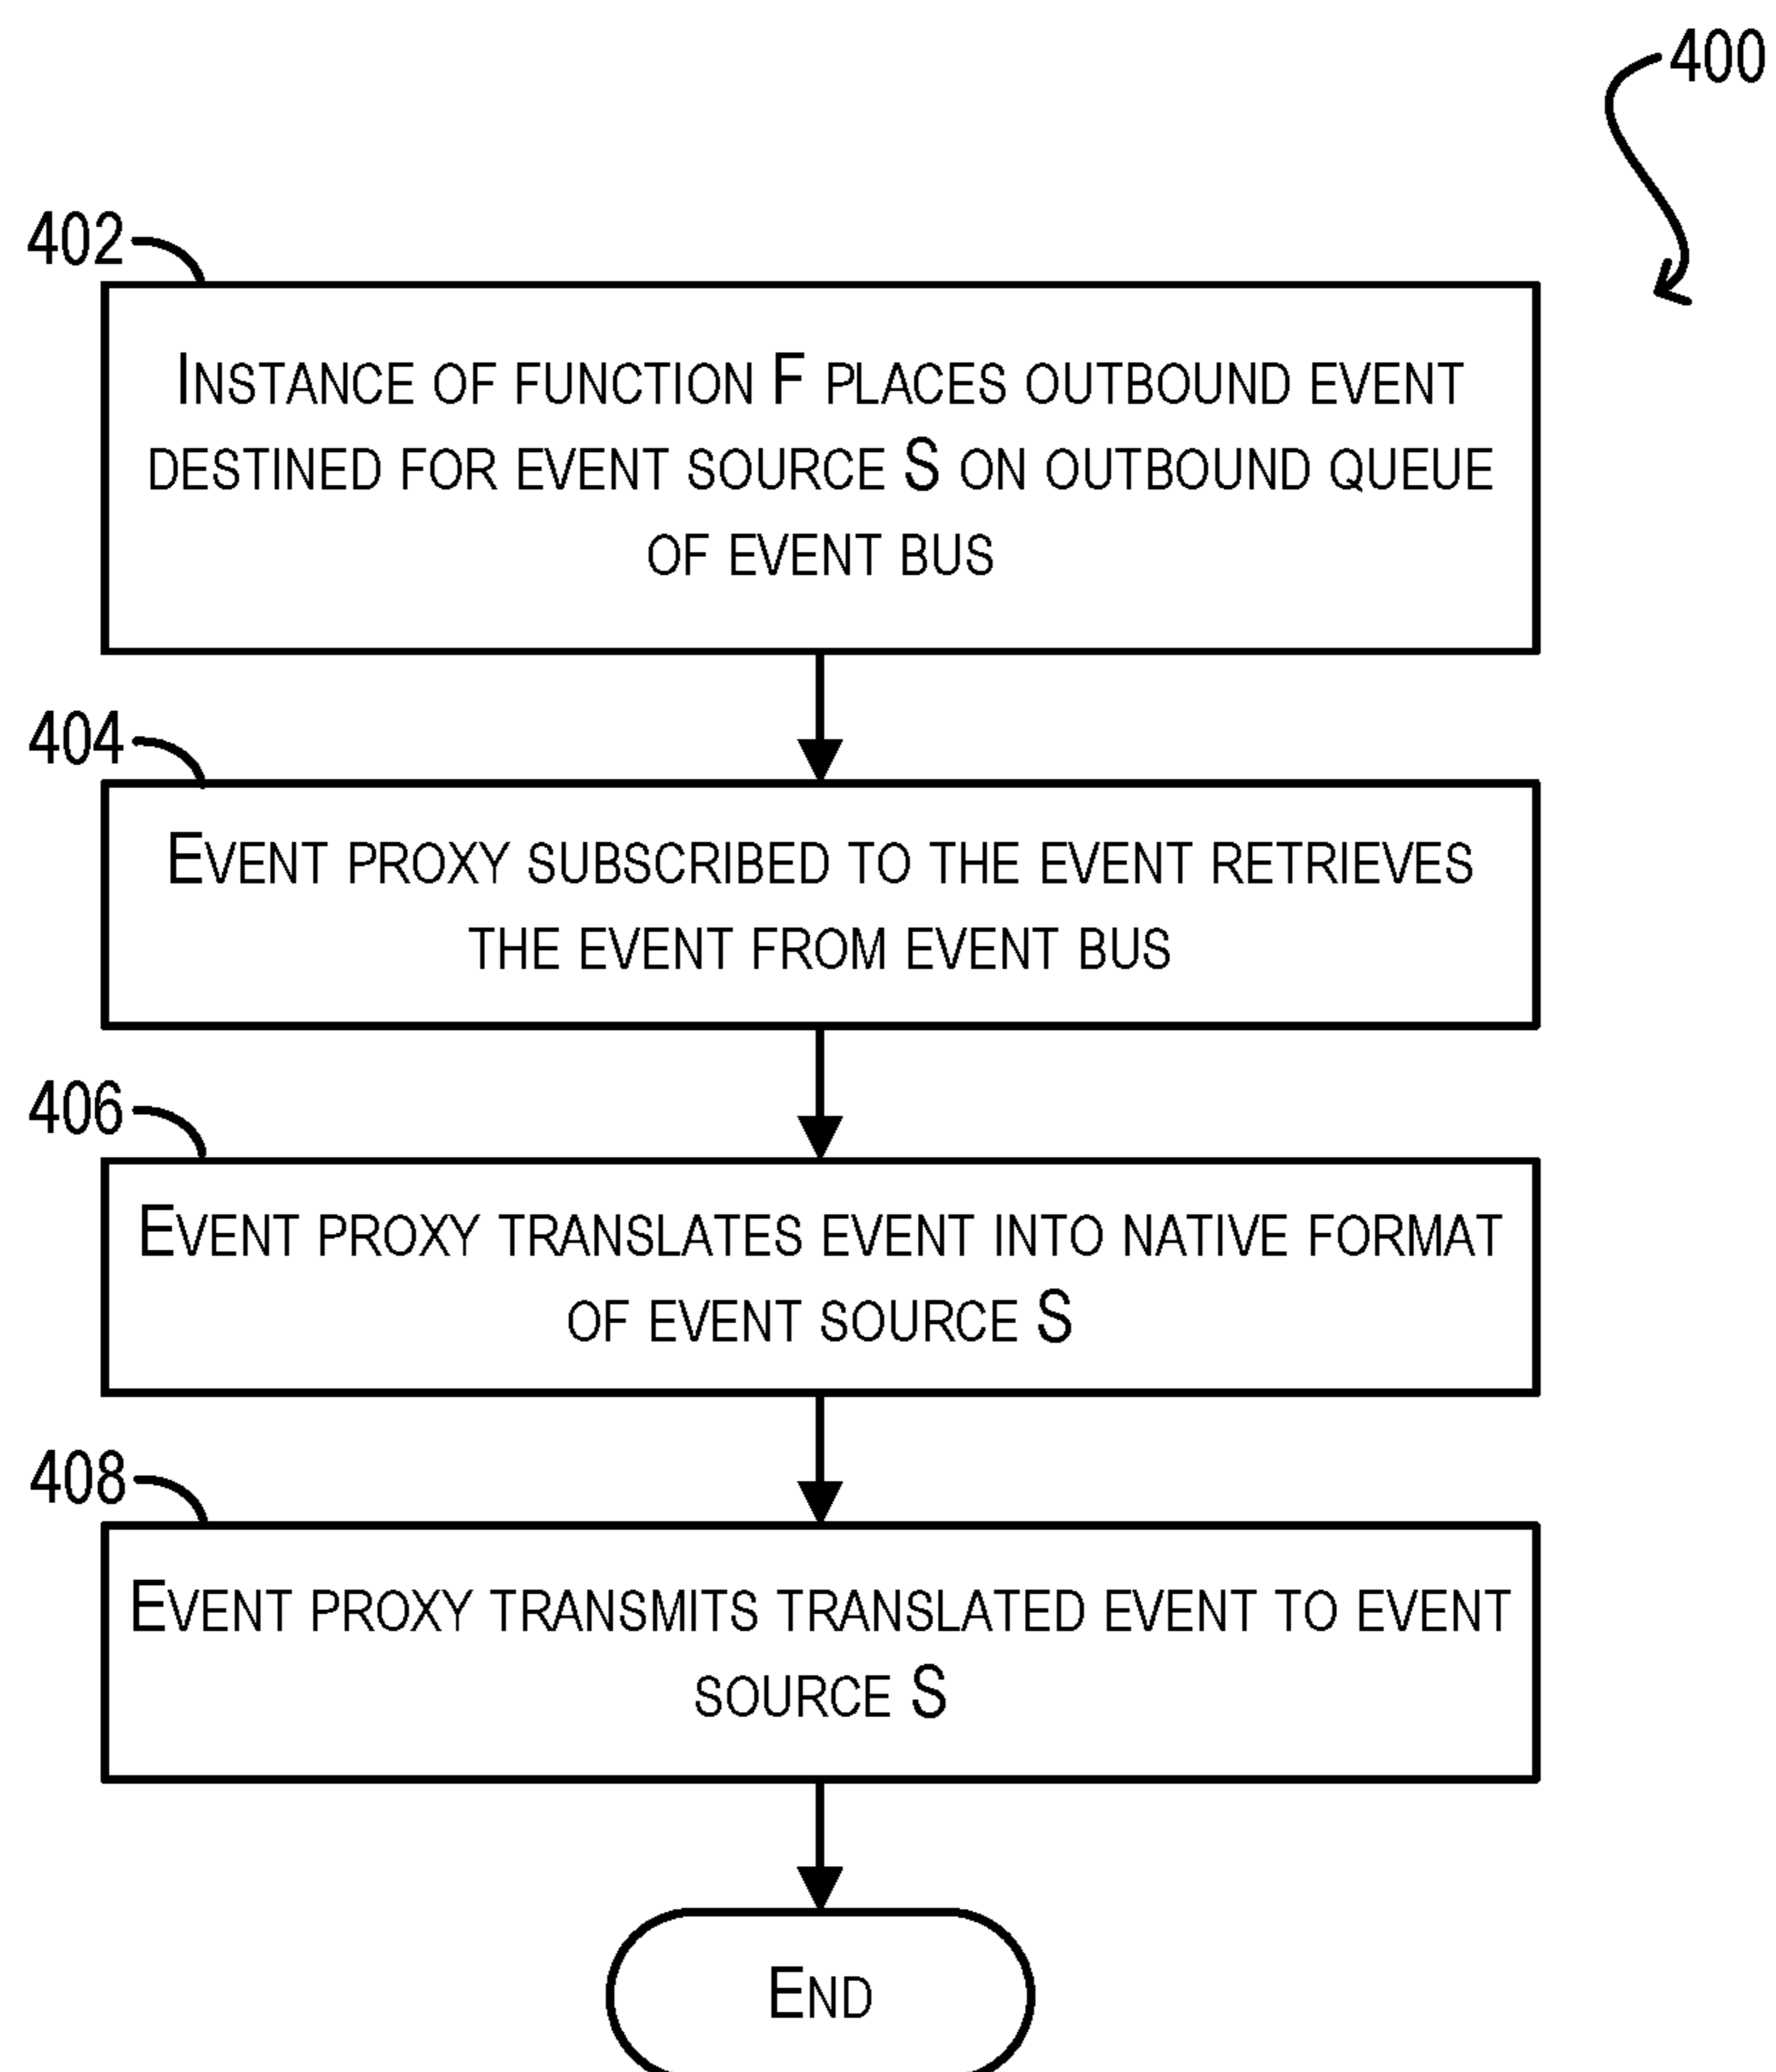 400
402
INSTANCE OF FUNCTION F PLACES OUTBOUND EVENT
DESTINED FOR EVENT SOURCE S ON OUTBOUND QUEUE
OF EVENT BUS
404
EVENT PROXY SUBSCRIBED TO THE EVENT RETRIEVES
THE EVENT FROM EVENT BUS
406
EVENT PROXY TRANSLATES EVENT INTO NATIVE FORMAT
OF EVENT SOURCE S
408
EVENT PROXY TRANSMITS TRANSLATED EVENT TO EVENT
SOURCE S
END